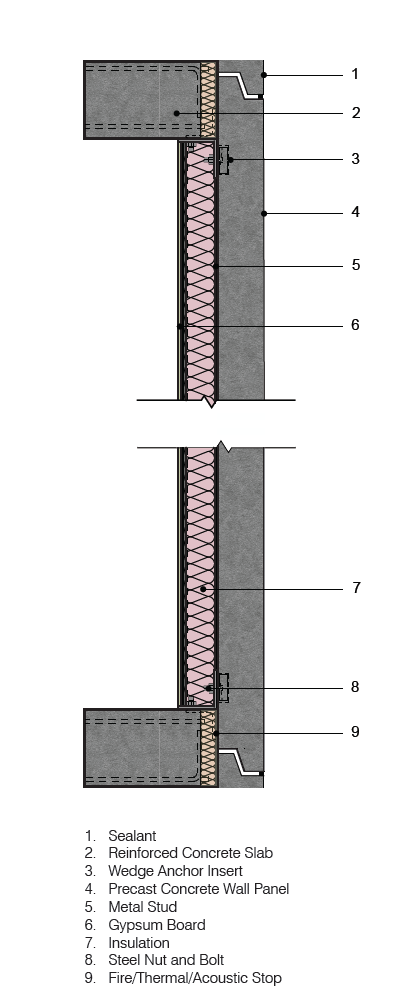 1
2
3
4
5
6
7
8
9
1. Sealant
2. Reinforced Concrete Slab
3. Wedge Anchor Insert
4. Precast Concrete Wall Panel
5. Metal Stud
6. Gypsum Board
7. Insulation
8. Steel Nut and Bolt
9. Fire/Thermal/Acoustic Stop